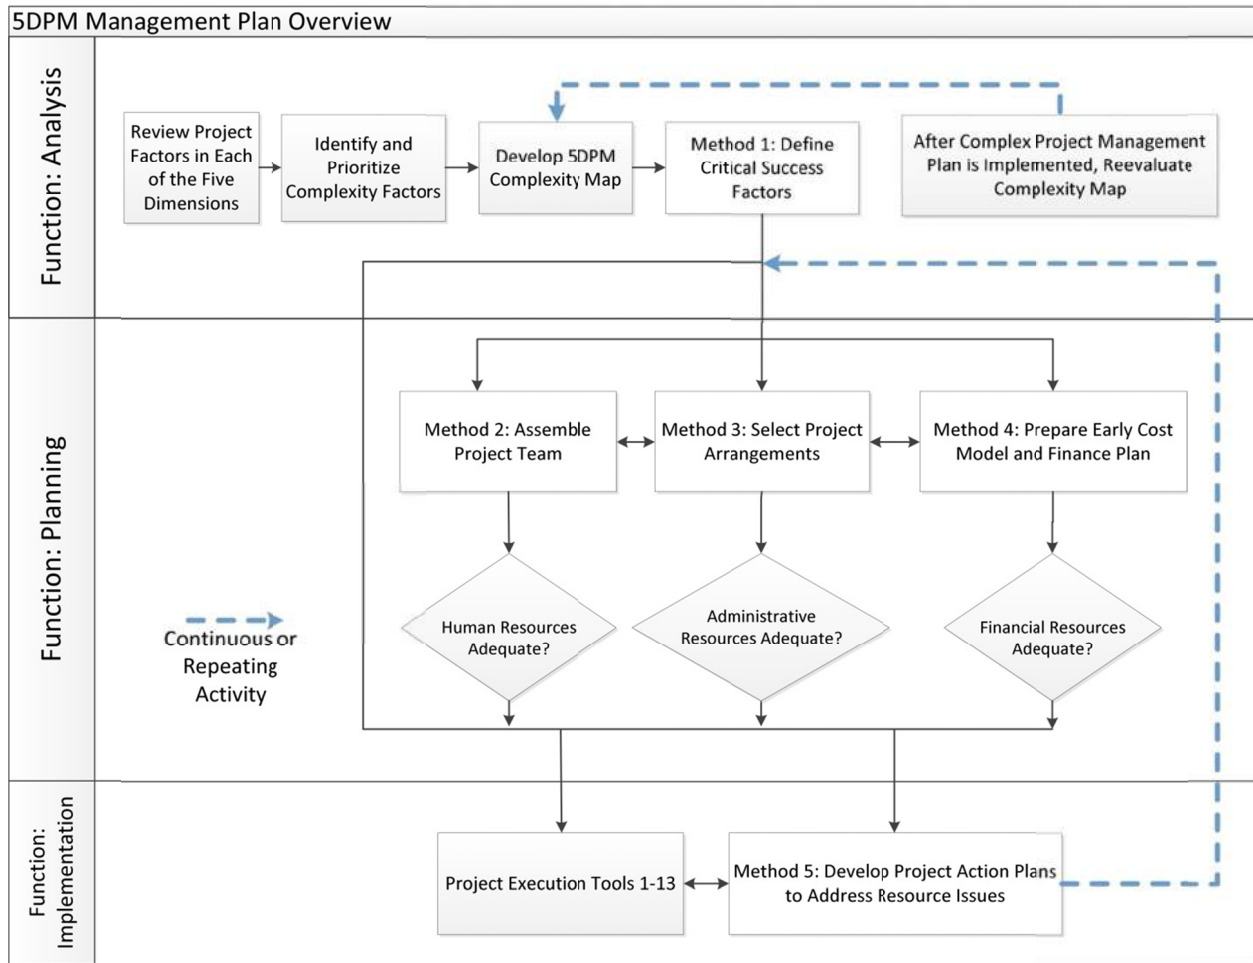 5DPM Management Plan Overview
Function: Analysis
Review Project
Factors in Each
of the Five
Dimensions
Identify and
Prioritize
Complexity Factors
Develop 5DPM
Complexity Map
Method 1: Define
Critical Success
Factors
After Complex Project Management
Plan is Implemented, Reevaluate
Complexity Map
Function: Planning
Method 2: Assemble
Project Team
Method 3: Select Project
Arrangements
Method 4: Prepare Early Cost
Model and Finance Plan
Human Resources
Adequate?
Administrative
Resources Adequate?
Financial Resources
Adequate?
Continuous or
Repeating
Activity
Function:
Implementation
Project Execution Tools 1-13
Method 5: Develop Project Action Plans
to Address Resource Issues